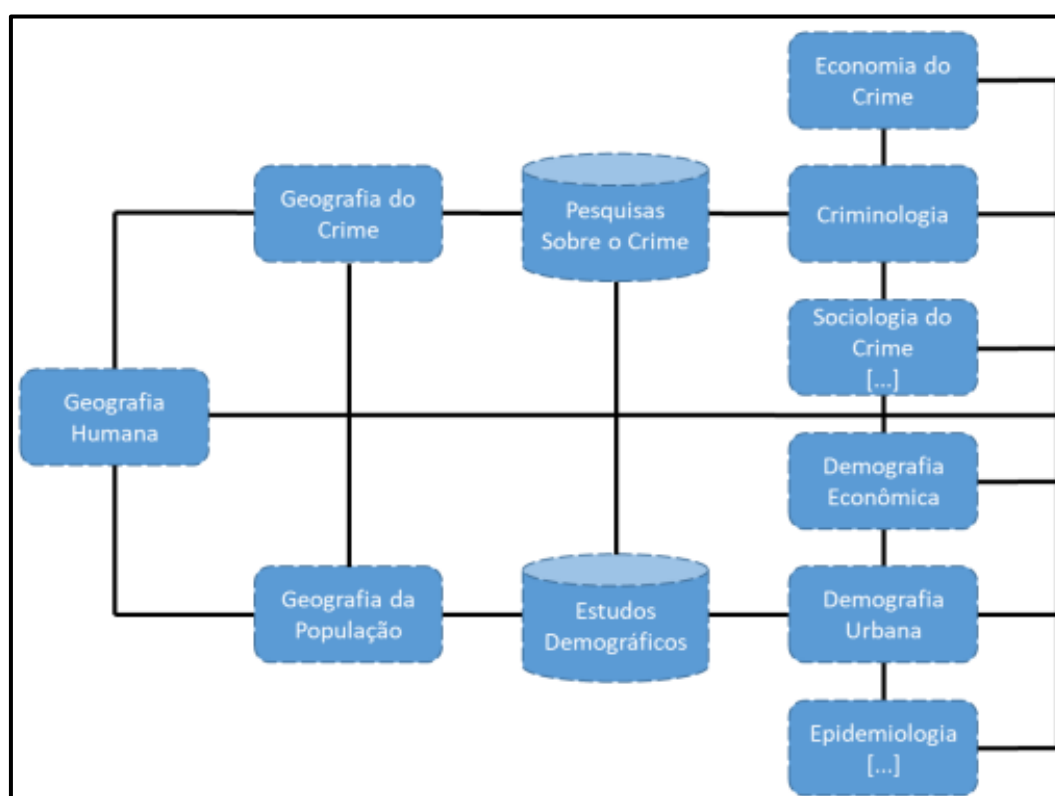 Economia do
Crime
Geografia do
Crime
Pesquisas
Sobre o Crime
Criminologia
Sociologia do
Crime
[...]
Geografia
Humana
Demografia
Econômica
Geografia da
População
Estudos
Demográficos
Demografia
Urbana
Epidemiologia
[...]